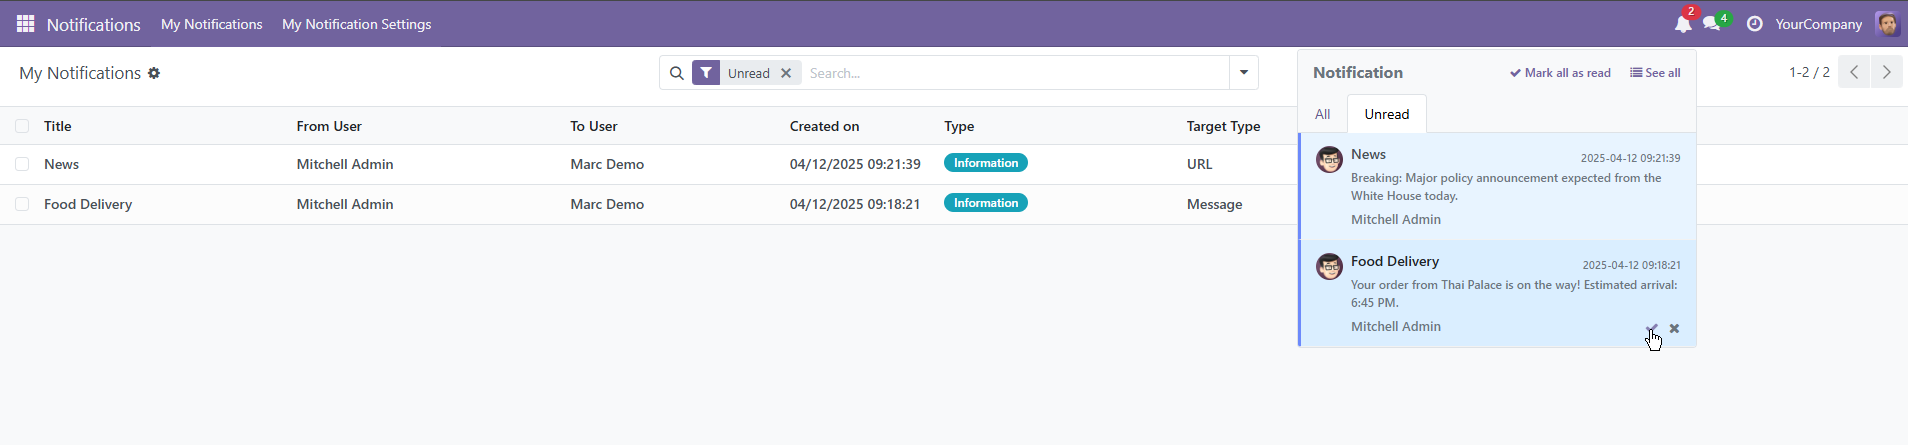 Notifications My Notifications My Notification Settings 2 4 YourCompany
My Notifications Unread Search... 1-2 / 2
Notification Mark all as read See all
All Unread
Title From User To User Created on Type Target Type
News Mitchell Admin Marc Demo 04/12/2025 09:21:39 Information URL
Food Delivery Mitchell Admin Marc Demo 04/12/2025 09:18:21 Information Message
News 2025-04-12 09:21:39
Breaking: Major policy announcement expected from the
White House today.
Mitchell Admin
Food Delivery 2025-04-12 09:18:21
Your order from Thai Palace is on the way! Estimated arrival:
6:45 PM.
Mitchell Admin